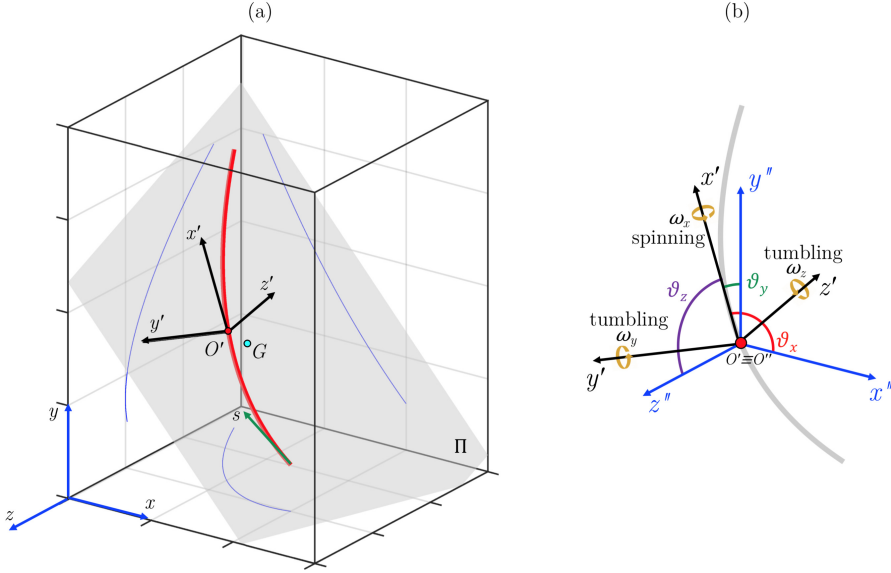 (a)
(b)
x′
z′
y′
O′
G
s
Π
y
z
x
x′
y″
ω_x
spinning
tumbling
ω_z
z′
ϑ_y
ϑ_z
tumbling
ω_y
ϑ_x
y′
O′≡O″
z″
x″